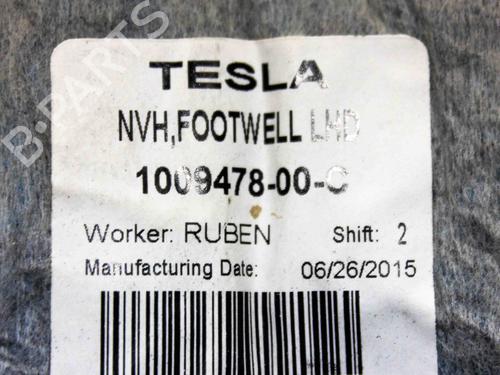 TESLA
NVH,FOOTWELL LHD
1009478-00-C
Worker: RUBEN Shift: 2
Manufacturing Date: 06/26/2015
B-PARTS